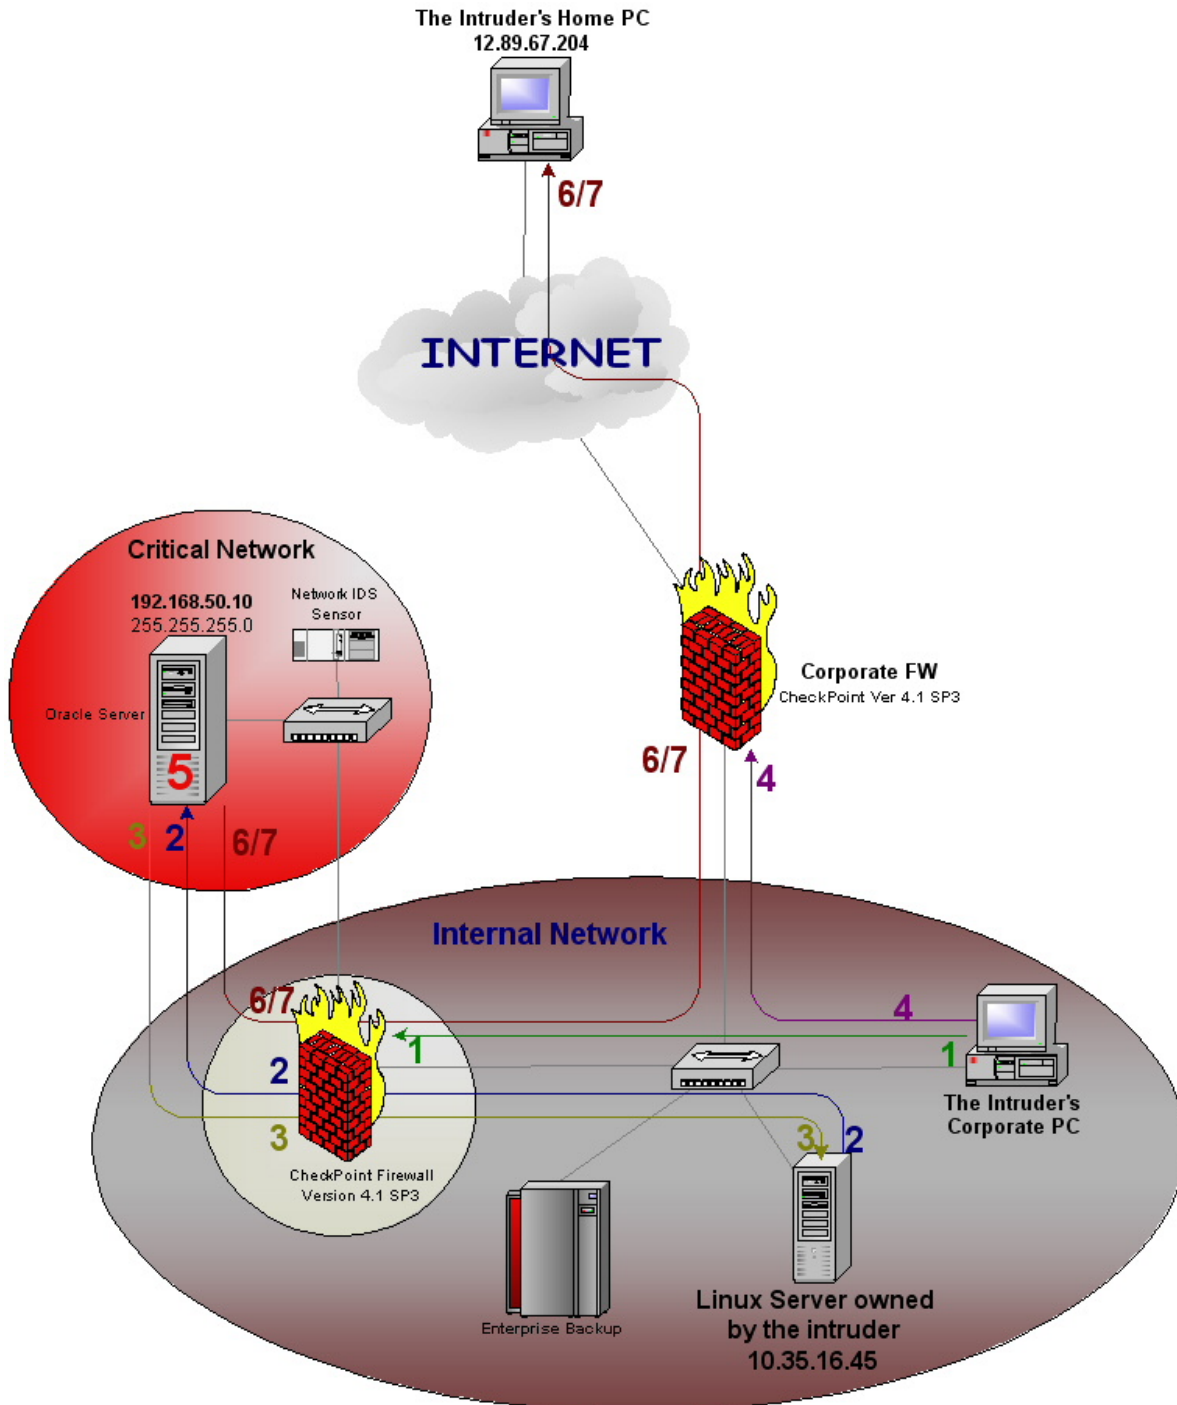 The Intruder's Home PC
12.89.67.204
6/7
INTERNET
Critical Network
192.168.50.10
255.255.255.0
Network IDS
Sensor
Oracle Server
5
3
2
6/7
Corporate FW
CheckPoint Ver 4.1 SP3
6/7
4
Internal Network
6/7
4
1
1
2
3
CheckPoint Firewall
Version 4.1 SP3
The Intruder's
Corporate PC
3
2
Enterprise Backup
Linux Server owned
by the intruder
10.35.16.45